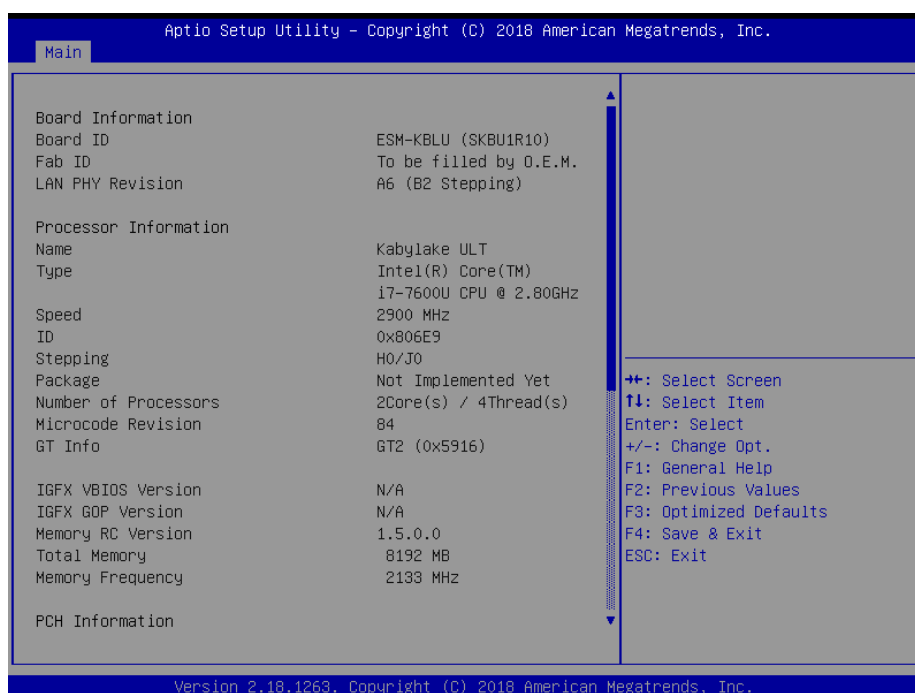 Aptio Setup Utility – Copyright (C) 2018 American Megatrends, Inc.
Main
Board Information
Board ID ESM-KBLU (SKBU1R10)
Fab ID To be filled by O.E.M.
LAN PHY Revision A6 (B2 Stepping)
Processor Information
Name Kabylake ULT
Type Intel(R) Core(TM)
i7-7600U CPU @ 2.80GHz
Speed 2900 MHz
ID 0x806E9
Stepping H0/J0
Package Not Implemented Yet
Number of Processors 2Core(s) / 4Thread(s)
Microcode Revision 84
GT Info GT2 (0x5916)
IGFX VBIOS Version N/A
IGFX GOP Version N/A
Memory RC Version 1.5.0.0
Total Memory 8192 MB
Memory Frequency 2133 MHz
PCH Information
→←: Select Screen
↑↓: Select Item
Enter: Select
+/-: Change Opt.
F1: General Help
F2: Previous Values
F3: Optimized Defaults
F4: Save & Exit
ESC: Exit
Version 2.18.1263. Copyright (C) 2018 American Megatrends, Inc.